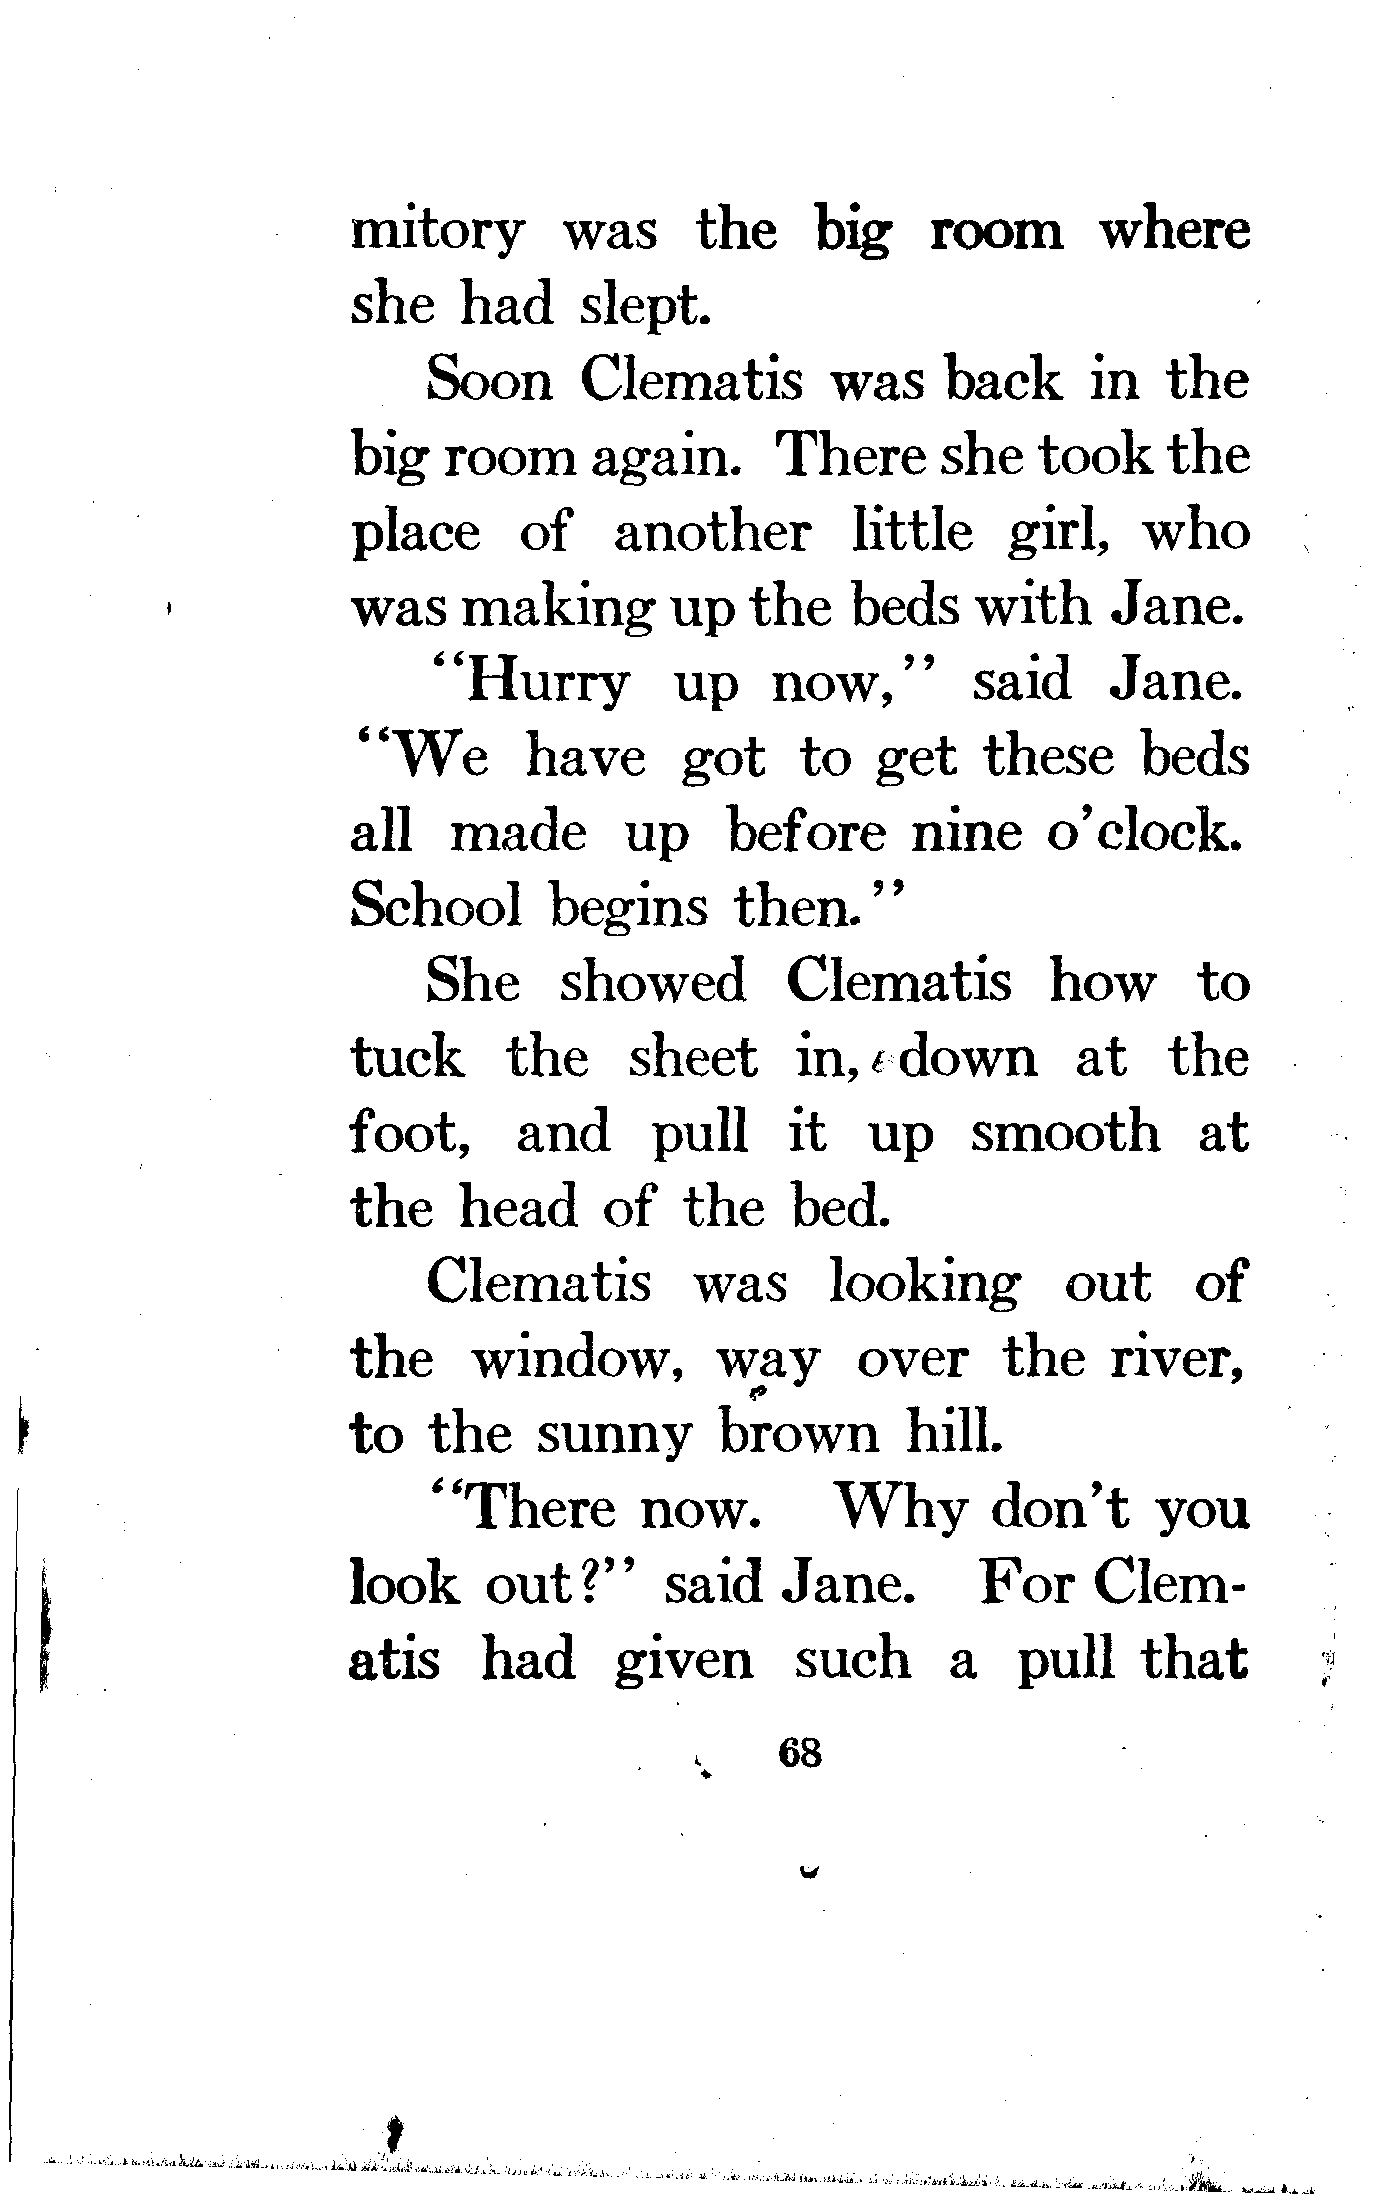 mitory was the big room where
she had slept.
Soon Clematis was back in the
big room again. There she took the
place of another little girl, who
was making up the beds with Jane.
"Hurry up now," said Jane.
"We have got to get these beds
all made up before nine o'clock.
School begins then."
She showed Clematis how to
tuck the sheet in, down at the
foot, and pull it up smooth at
the head of the bed.
Clematis was looking out of
the window, way over the river,
to the sunny brown hill.
"There now. Why don't you
look out?" said Jane. For Clem-
atis had given such a pull that
68